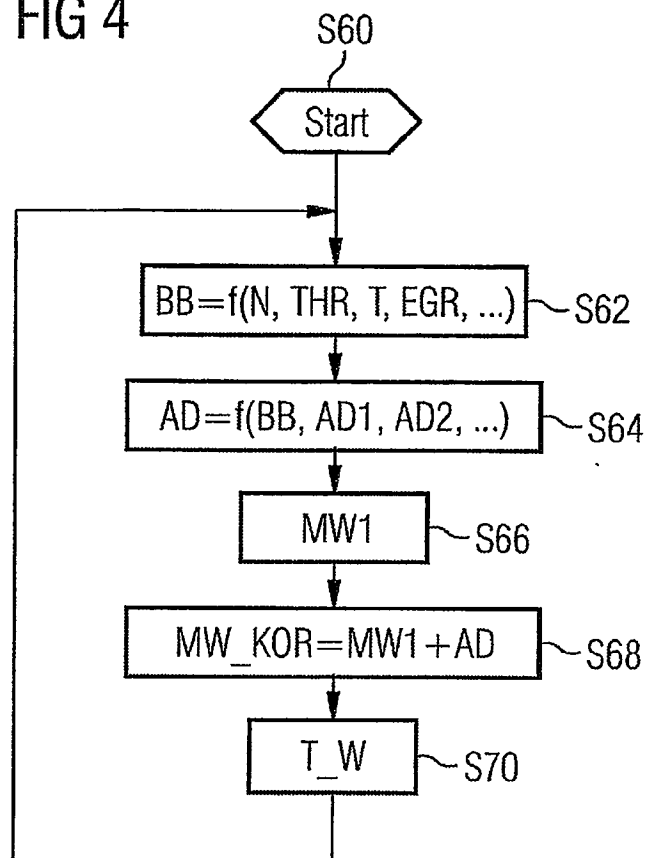 FIG 4
S60
Start
BB=f(N, THR, T, EGR, ...)
S62
AD=f(BB, AD1, AD2, ...)
S64
MW1
S66
MW_KOR=MW1+AD
S68
T_W
S70